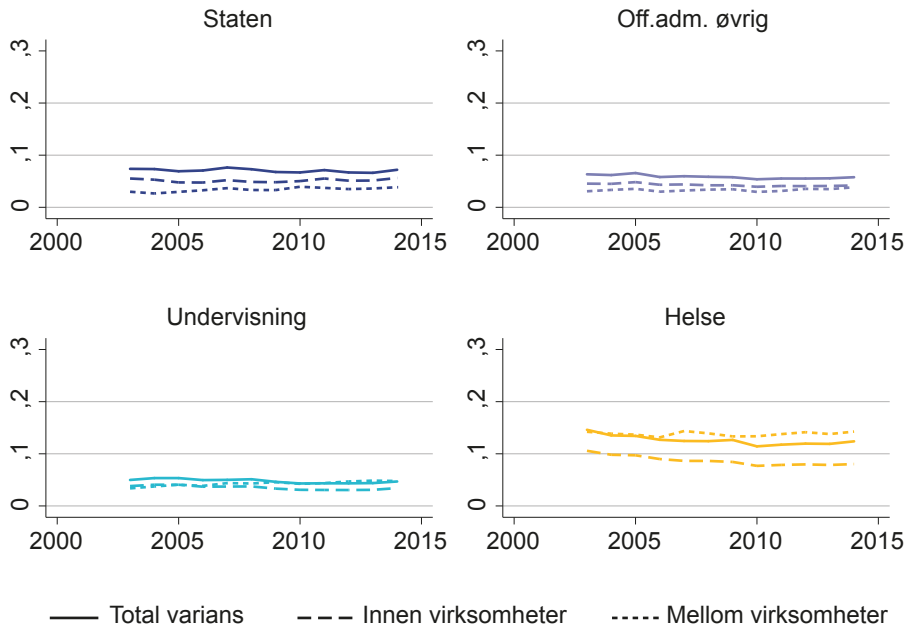 Staten
Off.adm. øvrig
,3
,2
,1
0
2000 2005 2010 2015
,3
,2
,1
0
2000 2005 2010 2015
Undervisning
Helse
,3
,2
,1
0
2000 2005 2010 2015
,3
,2
,1
0
2000 2005 2010 2015
Total varians Innen virksomheter Mellom virksomheter